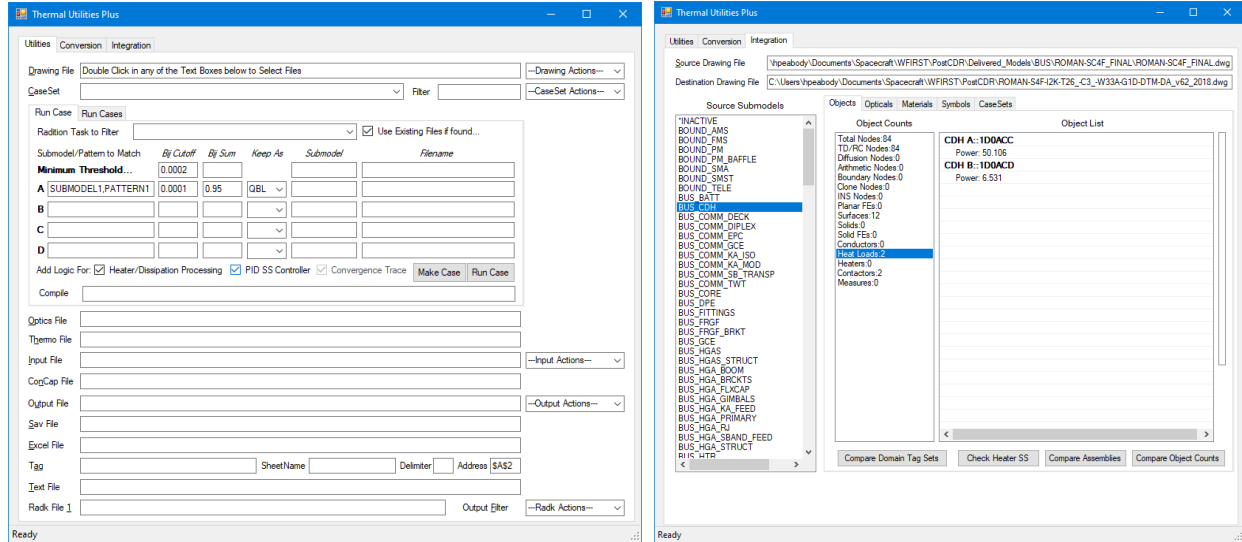 Thermal Utilities Plus
Utilities Conversion Integration
Drawing File Double Click in any of the Text Boxes below to Select Files ---Drawing Actions---
CaseSet Filter ---CaseSet Actions---
Run Case Run Cases
Radition Task to Filter Use Existing Files if found...
Submodel/Pattern to Match Bij Cutoff Bij Sum Keep As Submodel Filename
Minimum Threshold... 0.0002
A SUBMODEL1,PATTERN1 0.0001 0.95 QBL
B
C
D
Add Logic For: Heater/Dissipation Processing PID SS Controller Convergence Trace Make Case Run Case
Compile
Optics File
Thermo File
Input File ---Input Actions---
ConCap File
Output File ---Output Actions---
Sav File
Excel File
Tag SheetName Delimiter Address $A$2
Text File
Radk File 1 Output Filter ---Radk Actions---
Ready
Thermal Utilities Plus
Utilities Conversion Integration
Source Drawing File \hpeabody\Documents\Spacecraft\WFIRST\PostCDR\Delivered_Models\BUS\ROMAN-SC4F_FINAL\ROMAN-SC4F_FINAL.dwg
Destination Drawing File C:\Users\hpeabody\Documents\Spacecraft\WFIRST\PostCDR\ROMAN-S4F-I2K-T26_-C3_-W33A-G1D-DTM-DA_v62_2018.dwg
Source Submodels
*INACTIVE
BOUND_AMS
BOUND_FMS
BOUND_PM
BOUND_PM_BAFFLE
BOUND_SMA
BOUND_SMST
BOUND_TELE
BUS_BATT
BUS_CDH
BUS_COMM_DECK
BUS_COMM_DIPLEX
BUS_COMM_EPC
BUS_COMM_GCE
BUS_COMM_KA_ISO
BUS_COMM_KA_MOD
BUS_COMM_SB_TRANSP
BUS_COMM_TWT
BUS_CORE
BUS_DPE
BUS_FITTINGS
BUS_FRGF
BUS_FRGF_BRKT
BUS_GCE
BUS_HGAS
BUS_HGAS_STRUCT
BUS_HGA_BOOM
BUS_HGA_BRCKTS
BUS_HGA_FLXCAP
BUS_HGA_GIMBALS
BUS_HGA_KA_FEED
BUS_HGA_PRIMARY
BUS_HGA_RJ
BUS_HGA_SBAND_FEED
BUS_HGA_STRUCT
BUS_HTR
Objects Opticals Materials Symbols CaseSets
Object Counts
Total Nodes:84
TD/RC Nodes:84
Diffusion Nodes:0
Arithmetic Nodes:0
Boundary Nodes:0
Clone Nodes:0
INS Nodes:0
Planar FEs:0
Surfaces:12
Solids:0
Solid FEs:0
Conductors:0
Heat Loads:2
Heaters:0
Contactors:2
Measures:0
Object List
CDH A::1D0ACC
Power: 50.106
CDH B::1D0ACD
Power: 6.531
Compare Domain Tag Sets Check Heater SS Compare Assemblies Compare Object Counts
Ready